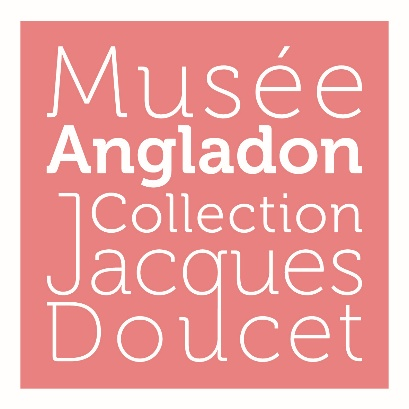 Musée
Angladon
Collection
Jacques
Doucet